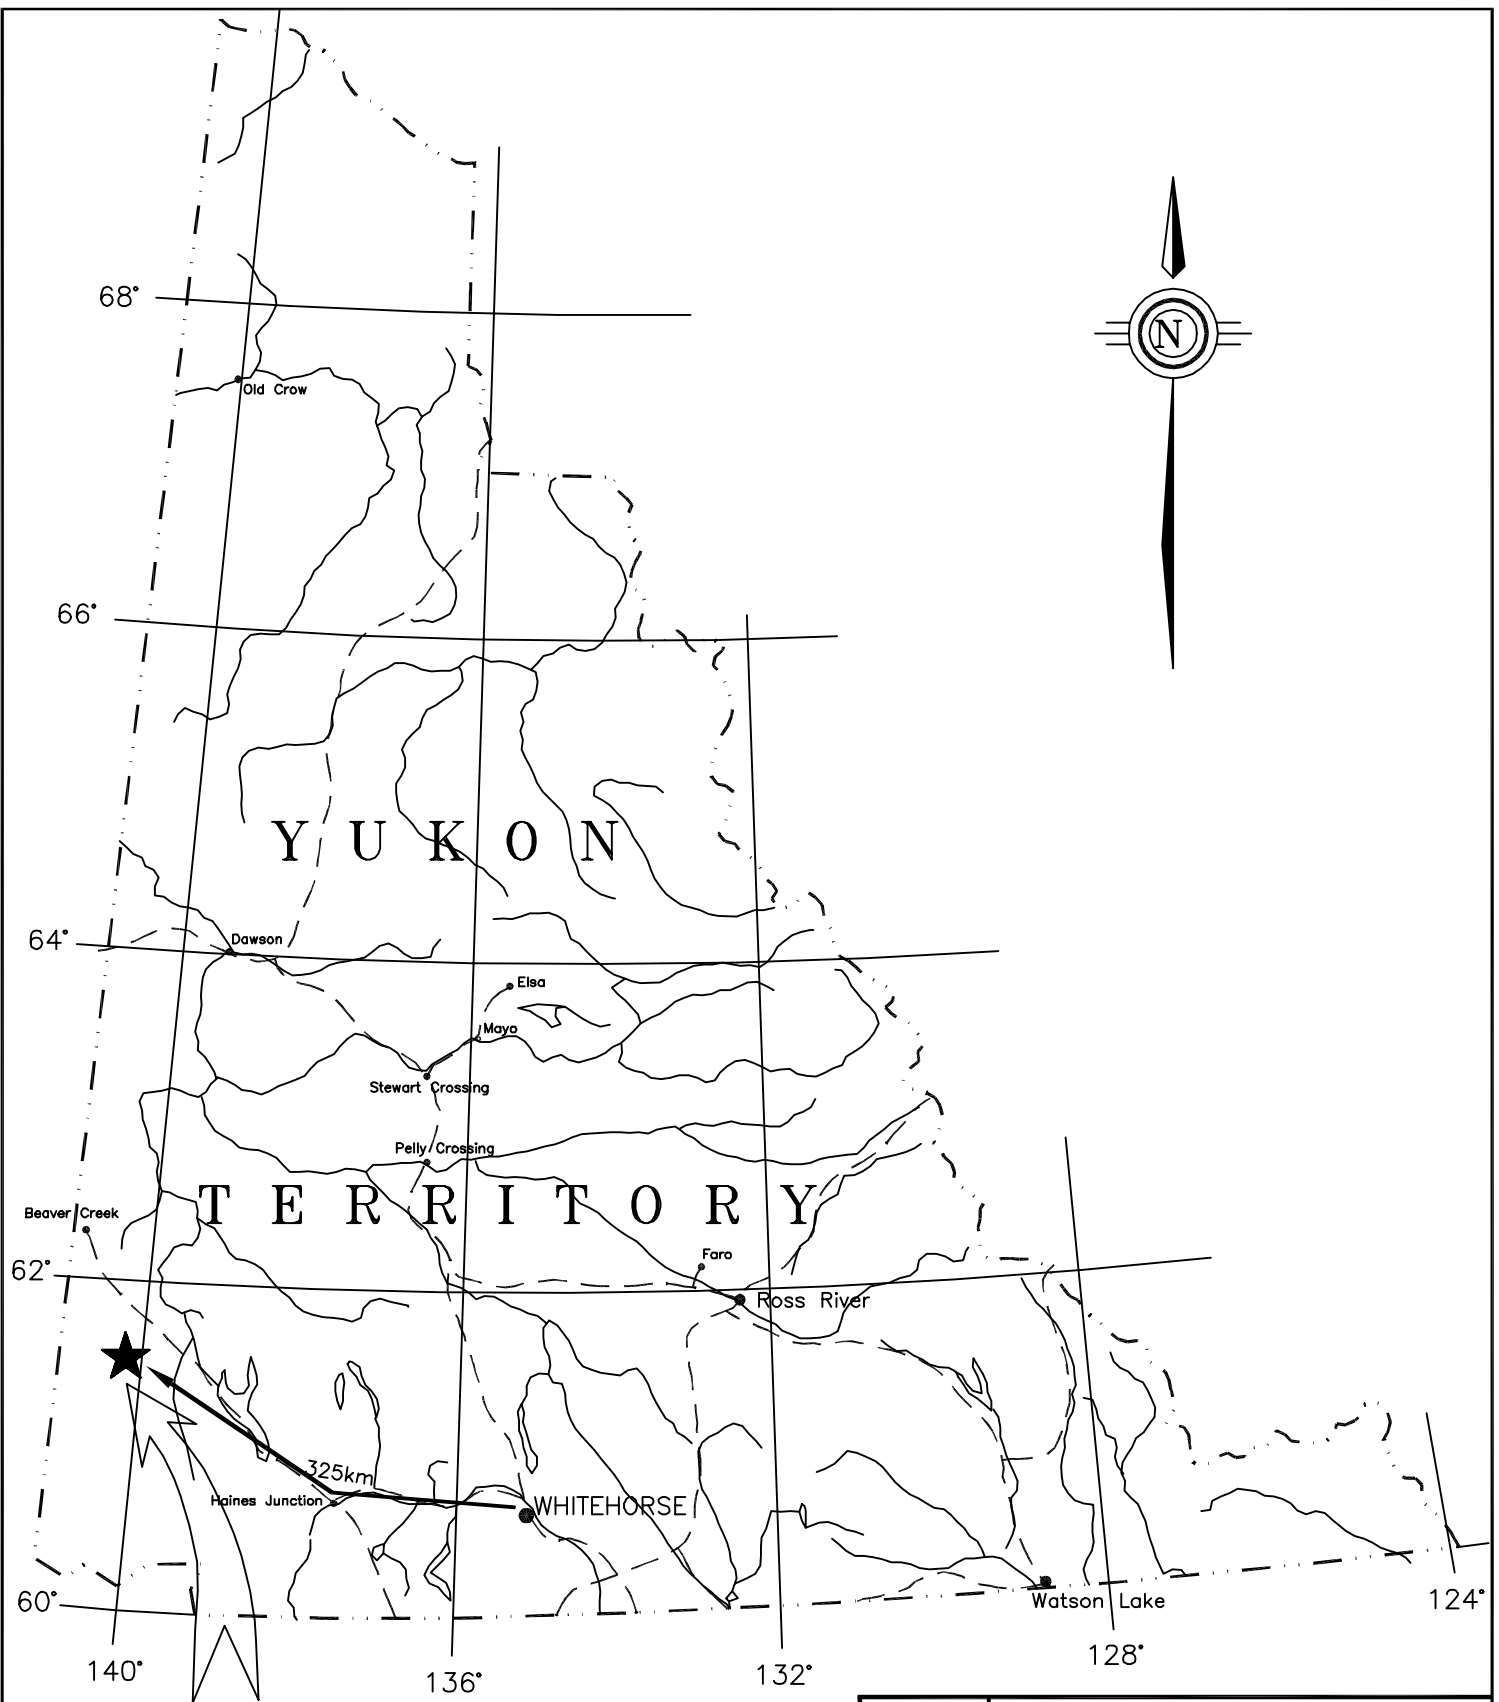 68°
N
Old Crow
66°
YUKON
64°
Dawson
Elsa
Mayo
Stewart Crossing
Pelly Crossing
TERRITORY
Beaver Creek
Faro
62°
Ross River
325km
Haines Junction
WHITEHORSE
60°
Watson Lake
124°
140°
136°
132°
128°